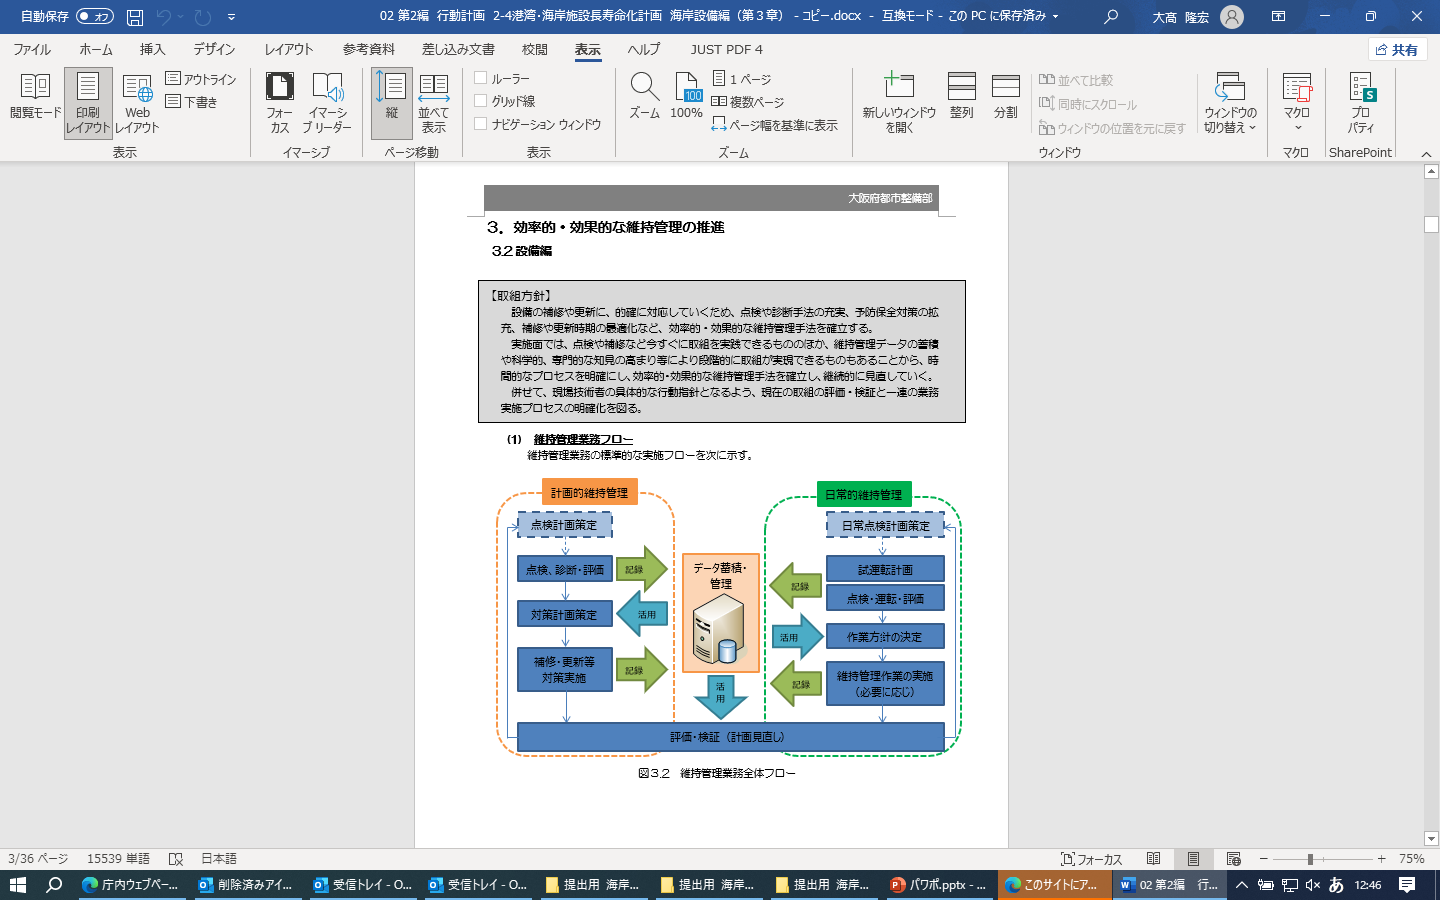 自動保存 オフ 02 第2編 行動計画 2-4港湾・海岸施設長寿命化計画 海岸設備編（第３章） - コピー.docx - 互換モード - この PC に保存済み 大高 隆宏
ファイル ホーム 挿入 デザイン レイアウト 参考資料 差し込み文書 校閲 表示 ヘルプ JUST PDF 4 共有
閲覧モード
印刷
レイアウト
Web
レイアウト
アウトライン
下書き
表示
フォー
カス
イマーシ
ブ リーダー
イマーシブ
縦
並べて
表示
ページ移動
ルーラー
グリッド線
ナビゲーション ウィンドウ
表示
ズーム
100
100%
1 ページ
複数ページ
ページ幅を基準に表示
ズーム
新しいウィンドウ
を開く
整列
分割
並べて比較
同時にスクロール
ウィンドウの位置を元に戻す
ウィンドウの
切り替え
ウィンドウ
マクロ
マクロ
S
プロ
パティ
SharePoint
大阪府都市整備部
３．効率的・効果的な維持管理の推進
3.2 設備編
【取組方針】
設備の補修や更新に、的確に対応していくため、点検や診断手法の充実、予防保全対策の拡
充、補修や更新時期の最適化など、効率的・効果的な維持管理手法を確立する。
実施面では、点検や補修など今すぐに取組を実践できるもののほか、維持管理データの蓄積
や科学的、専門的な知見の高まり等により段階的に取組が実現できるものもあることから、時
間的なプロセスを明確にし、効率的・効果的な維持管理手法を確立し、継続的に見直していく。
併せて、現場技術者の具体的な行動指針となるよう、現在の取組の評価・検証と一連の業務
実施プロセスの明確化を図る。
(1) 維持管理業務フロー
維持管理業務の標準的な実施フローを次に示す。
計画的維持管理
点検計画策定
点検、診断・評価
対策計画策定
補修・更新等
対策実施
記録
活用
記録
データ蓄積・
管理
活
用
日常的維持管理
日常点検計画策定
試運転計画
点検・運転・評価
作業方針の決定
維持管理作業の実施
（必要に応じ）
記録
活用
記録
評価・検証（計画見直し）
図３.２ 維持管理業務全体フロー
3/36 ページ 15539 単語 日本語 フォーカス 75%
庁内ウェブペー... 削除済みアイ... 受信トレイ - O... 受信トレイ - O... 提出用 海岸... 提出用 海岸... 提出用 海岸... パワポ.pptx - ... このサイトにア... 02 第2編 行... あ 12:46